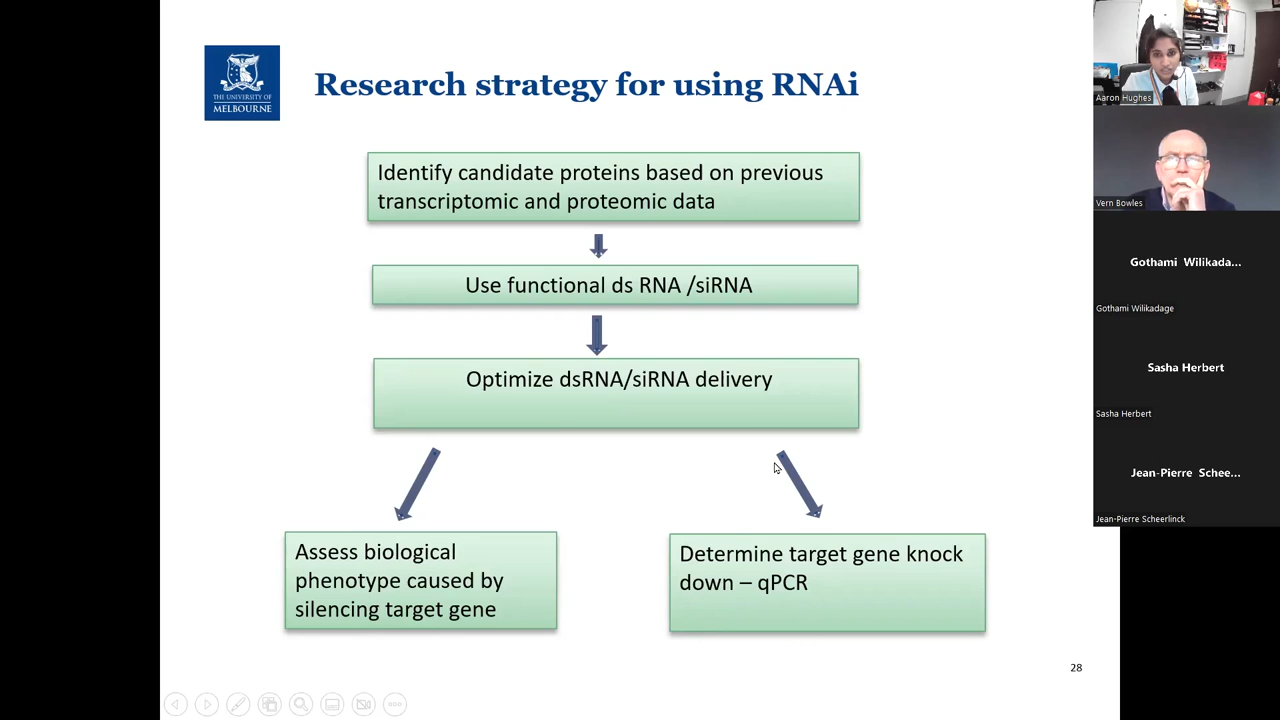 THE UNIVERSITY OF
MELBOURNE
Research strategy for using RNAi
Identify candidate proteins based on previous
transcriptomic and proteomic data
Use functional ds RNA /siRNA
Optimize dsRNA/siRNA delivery
Assess biological
phenotype caused by
silencing target gene
Determine target gene knock
down – qPCR
28
Aaron Hughes
Vern Bowles
Gothami Wilikada...
Gothami Wilikadage
Sasha Herbert
Sasha Herbert
Jean-Pierre Schee...
Jean-Pierre Scheerlinck